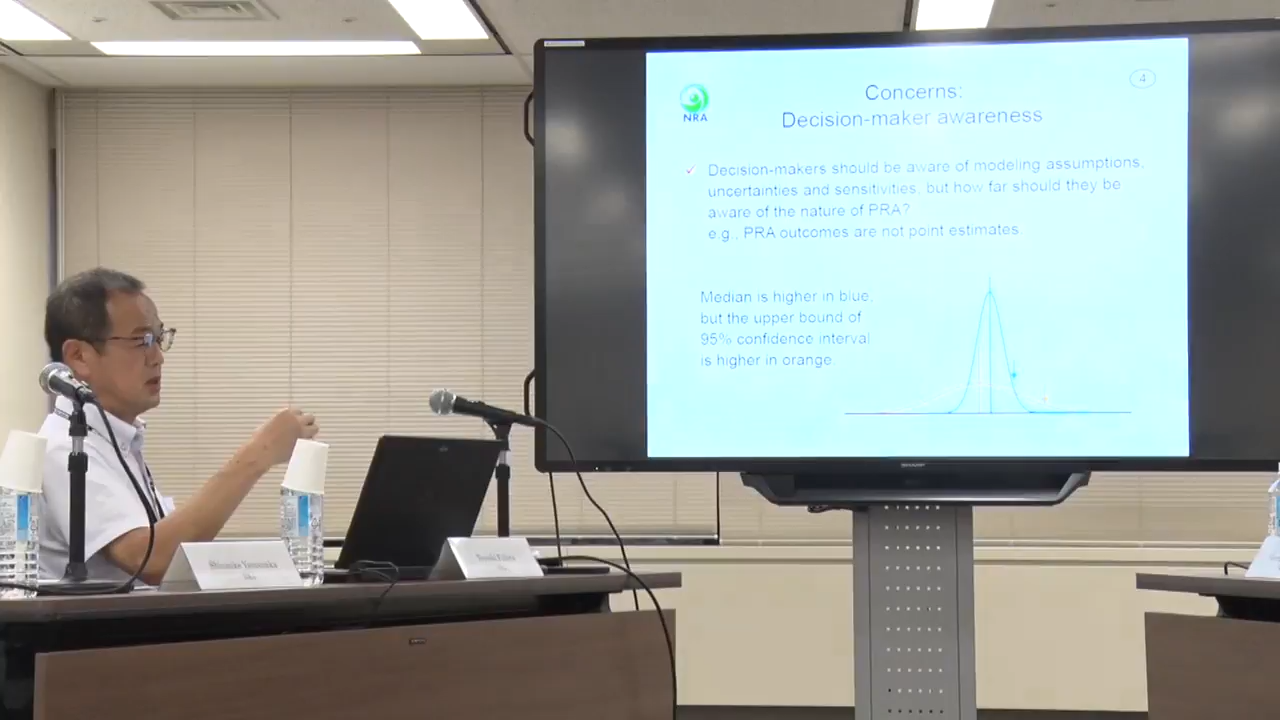 NRA
Concerns:
Decision-maker awareness
4
✓ Decision-makers should be aware of modeling assumptions,
uncertainties and sensitivities, but how far should they be
aware of the nature of PRA?
e.g., PRA outcomes are not point estimates.
Median is higher in blue,
but the upper bound of
95% confidence interval
is higher in orange.
SHARP